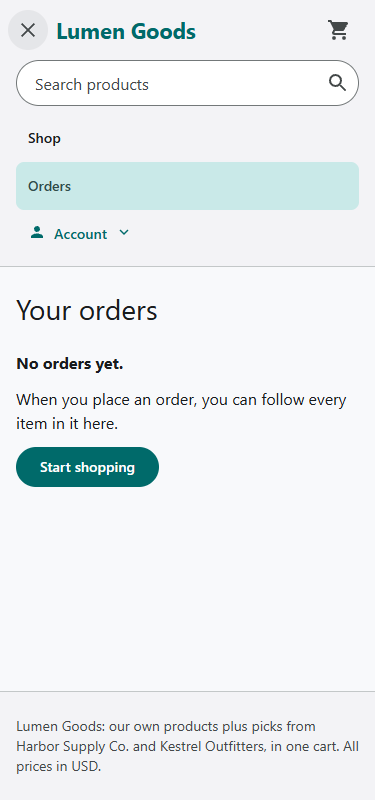 Lumen Goods
Search products
Shop
Orders
Account
Your orders
No orders yet.
When you place an order, you can follow every
item in it here.
Start shopping
Lumen Goods: our own products plus picks from
Harbor Supply Co. and Kestrel Outfitters, in one cart. All
prices in USD.